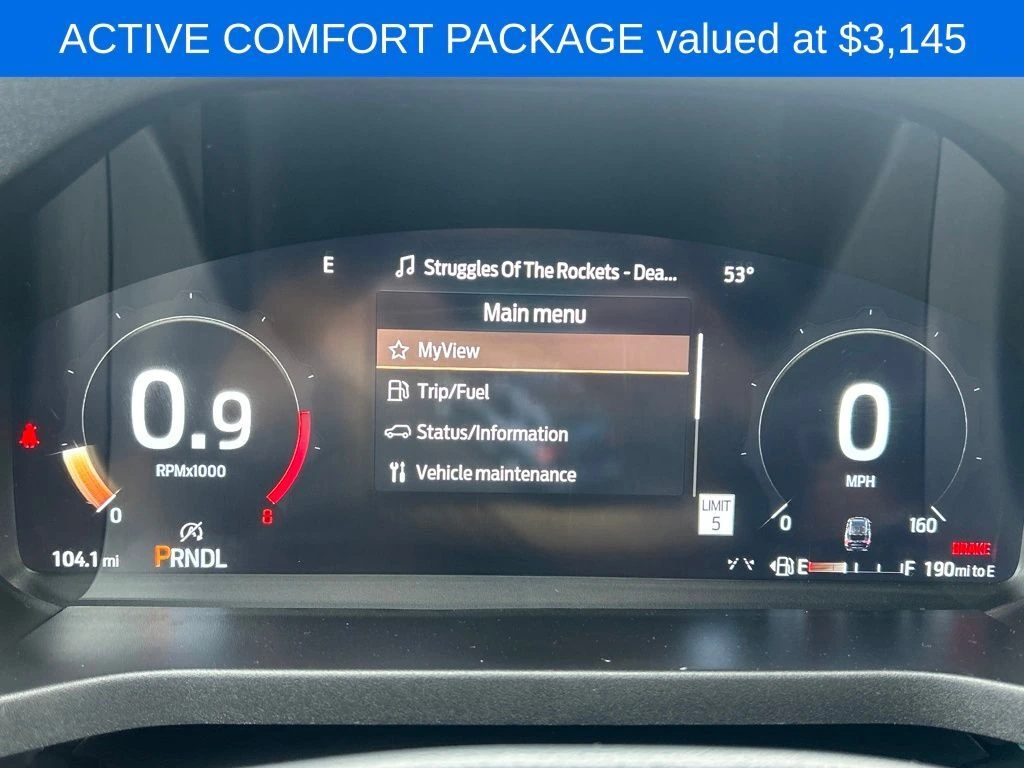 ACTIVE COMFORT PACKAGE valued at $3,145
E
Struggles Of The Rockets - Dea...
53°
Main menu
MyView
Trip/Fuel
Status/Information
Vehicle maintenance
0.9
RPMx1000
0
8
0
MPH
0
160
LIMIT
5
104.1 mi
PRNDL
E
F
BRAKE
190mi to E